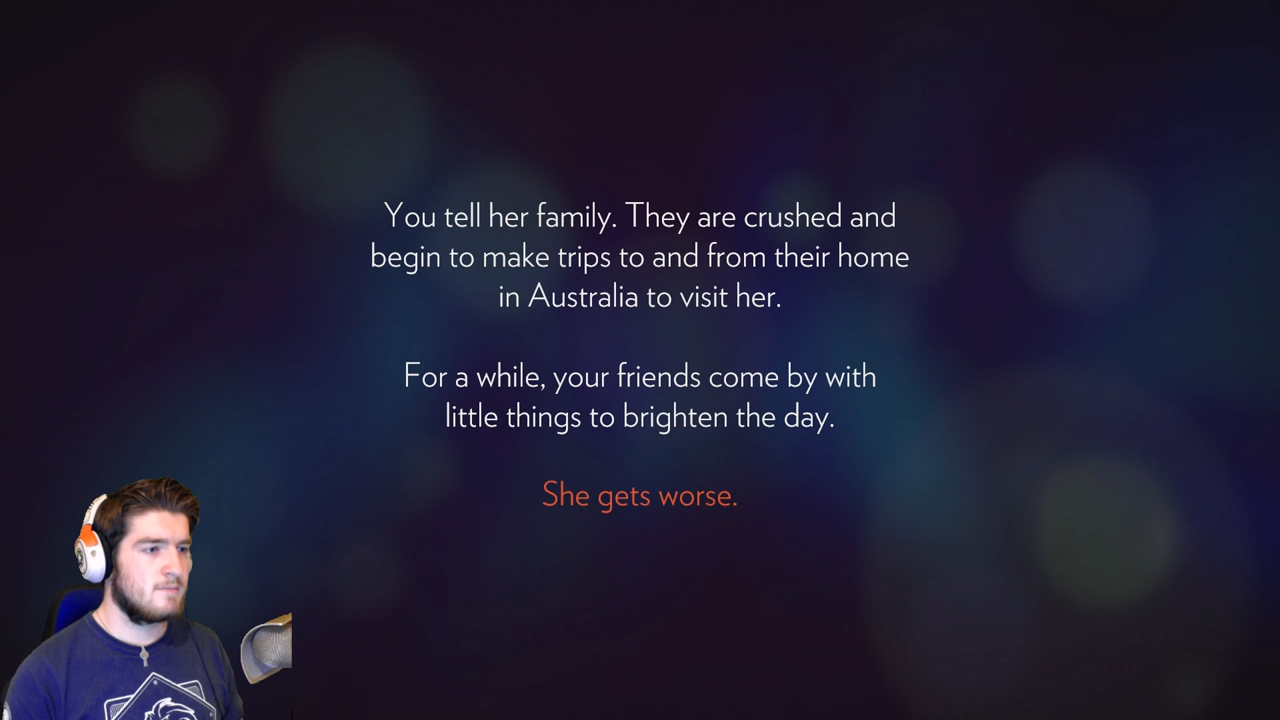 You tell her family. They are crushed and
begin to make trips to and from their home
in Australia to visit her.
For a while, your friends come by with
little things to brighten the day.
She gets worse.